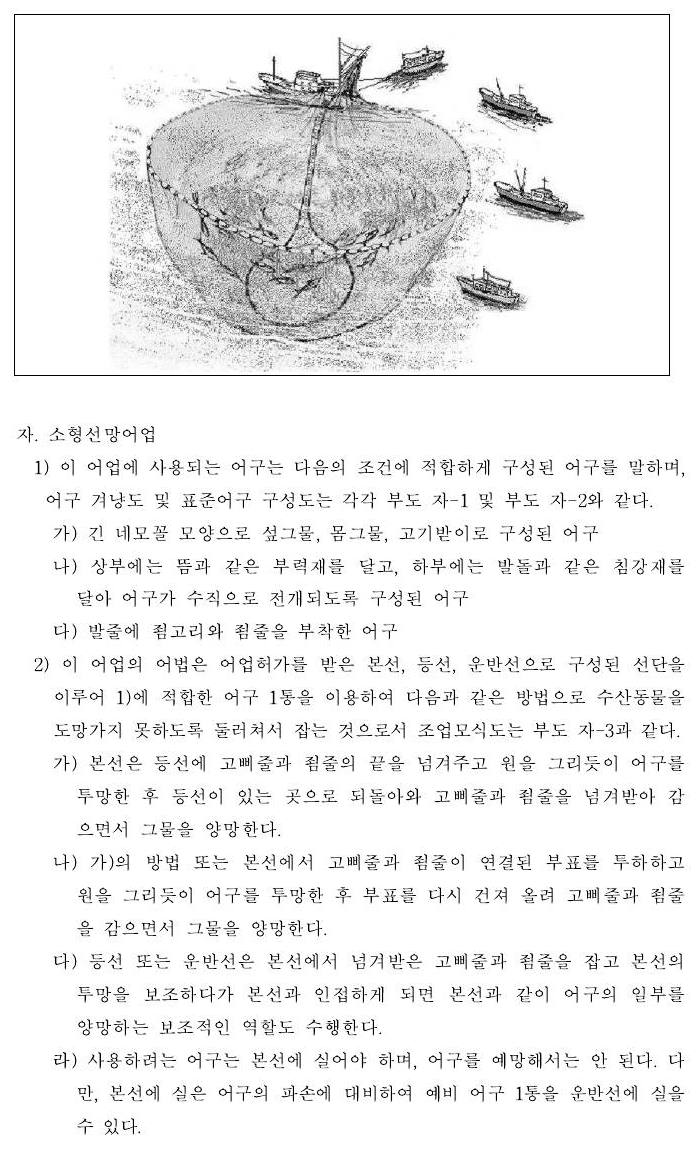 자. 소형선망어업
1) 이 어업에 사용되는 어구는 다음의 조건에 적합하게 구성된 어구를 말하며,
어구 겨냥도 및 표준어구 구성도는 각각 부도 자-1 및 부도 자-2와 같다.
가) 긴 네모꼴 모양으로 섶그물, 몸그물, 고기받이로 구성된 어구
나) 상부에는 뜸과 같은 부력재를 달고, 하부에는 발돌과 같은 침강재를
달아 어구가 수직으로 전개되도록 구성된 어구
다) 발줄에 죔고리와 죔줄을 부착한 어구
2) 이 어업의 어법은 어업허가를 받은 본선, 등선, 운반선으로 구성된 선단을
이루어 1)에 적합한 어구 1통을 이용하여 다음과 같은 방법으로 수산동물을
도망가지 못하도록 둘러쳐서 잡는 것으로서 조업모식도는 부도 자-3과 같다.
가) 본선은 등선에 고삐줄과 죔줄의 끝을 넘겨주고 원을 그리듯이 어구를
투망한 후 등선이 있는 곳으로 되돌아와 고삐줄과 죔줄을 넘겨받아 감
으면서 그물을 양망한다.
나) 가)의 방법 또는 본선에서 고삐줄과 죔줄이 연결된 부표를 투하하고
원을 그리듯이 어구를 투망한 후 부표를 다시 건져 올려 고삐줄과 죔줄
을 감으면서 그물을 양망한다.
다) 등선 또는 운반선은 본선에서 넘겨받은 고삐줄과 죔줄을 잡고 본선의
투망을 보조하다가 본선과 인접하게 되면 본선과 같이 어구의 일부를
양망하는 보조적인 역할도 수행한다.
라) 사용하려는 어구는 본선에 실어야 하며, 어구를 예망해서는 안 된다. 다
만, 본선에 실은 어구의 파손에 대비하여 예비 어구 1통을 운반선에 실을
수 있다.